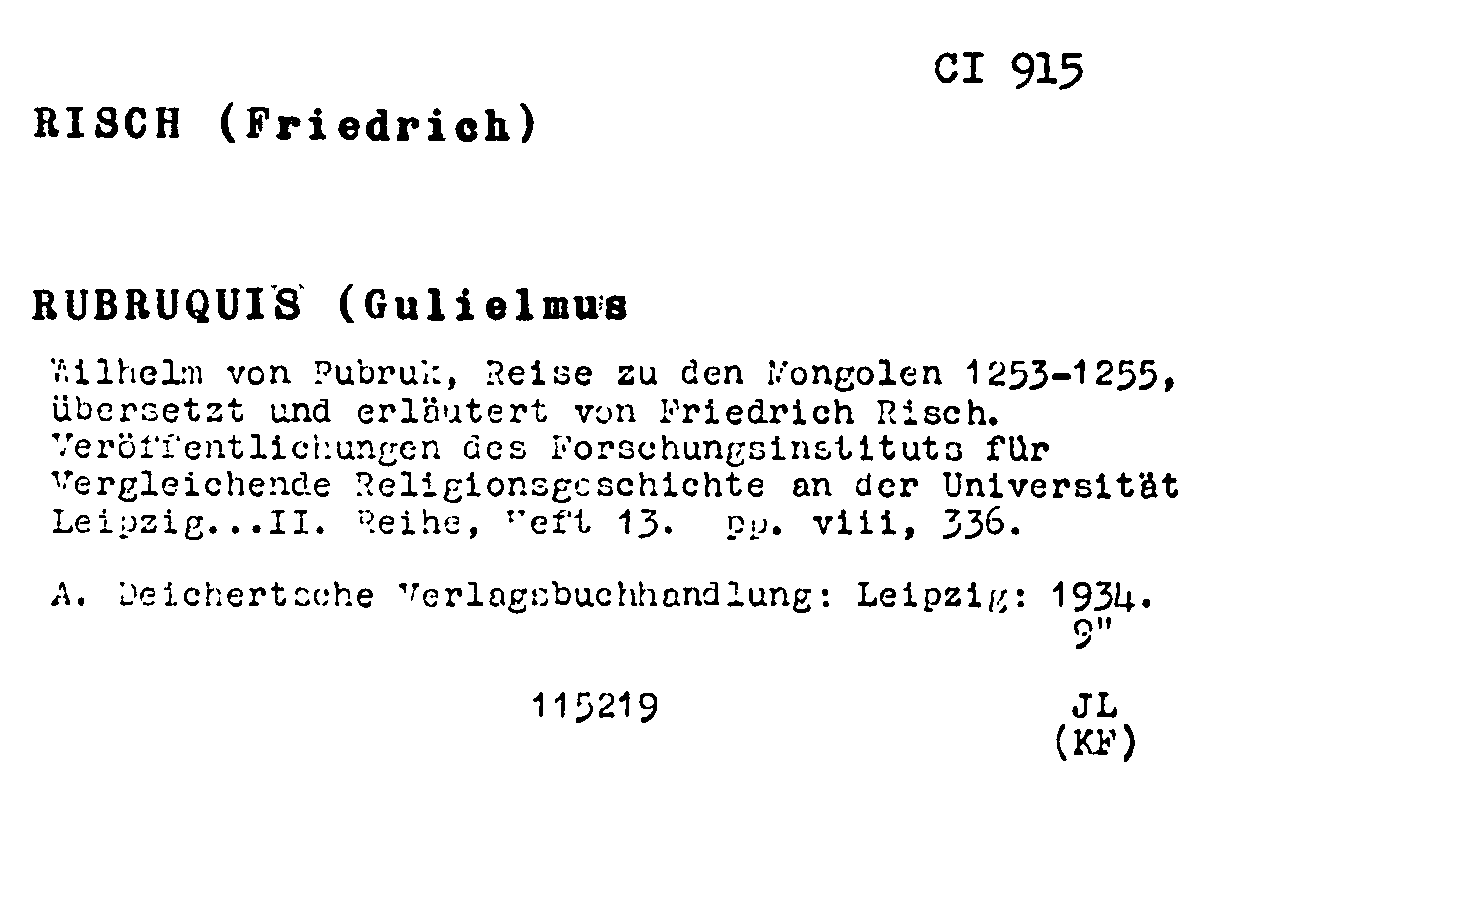 CI 915
RISCH (Friedrich)
RUBRUQUIS (Gulielmus
Wilhelm von Rubruk, Reise zu den Mongolen 1253-1255,
übersetzt und erläutert von Friedrich Risch.
Veröffentlichungen des Forschungsinstituts für
Vergleichende Religionsgeschichte an der Universität
Leipzig...II. Reihe, Heft 13. pp. viii, 336.
A. Deichertsche Verlagsbuchhandlung: Leipzig: 1934.
9"
115219 JL
(KF)